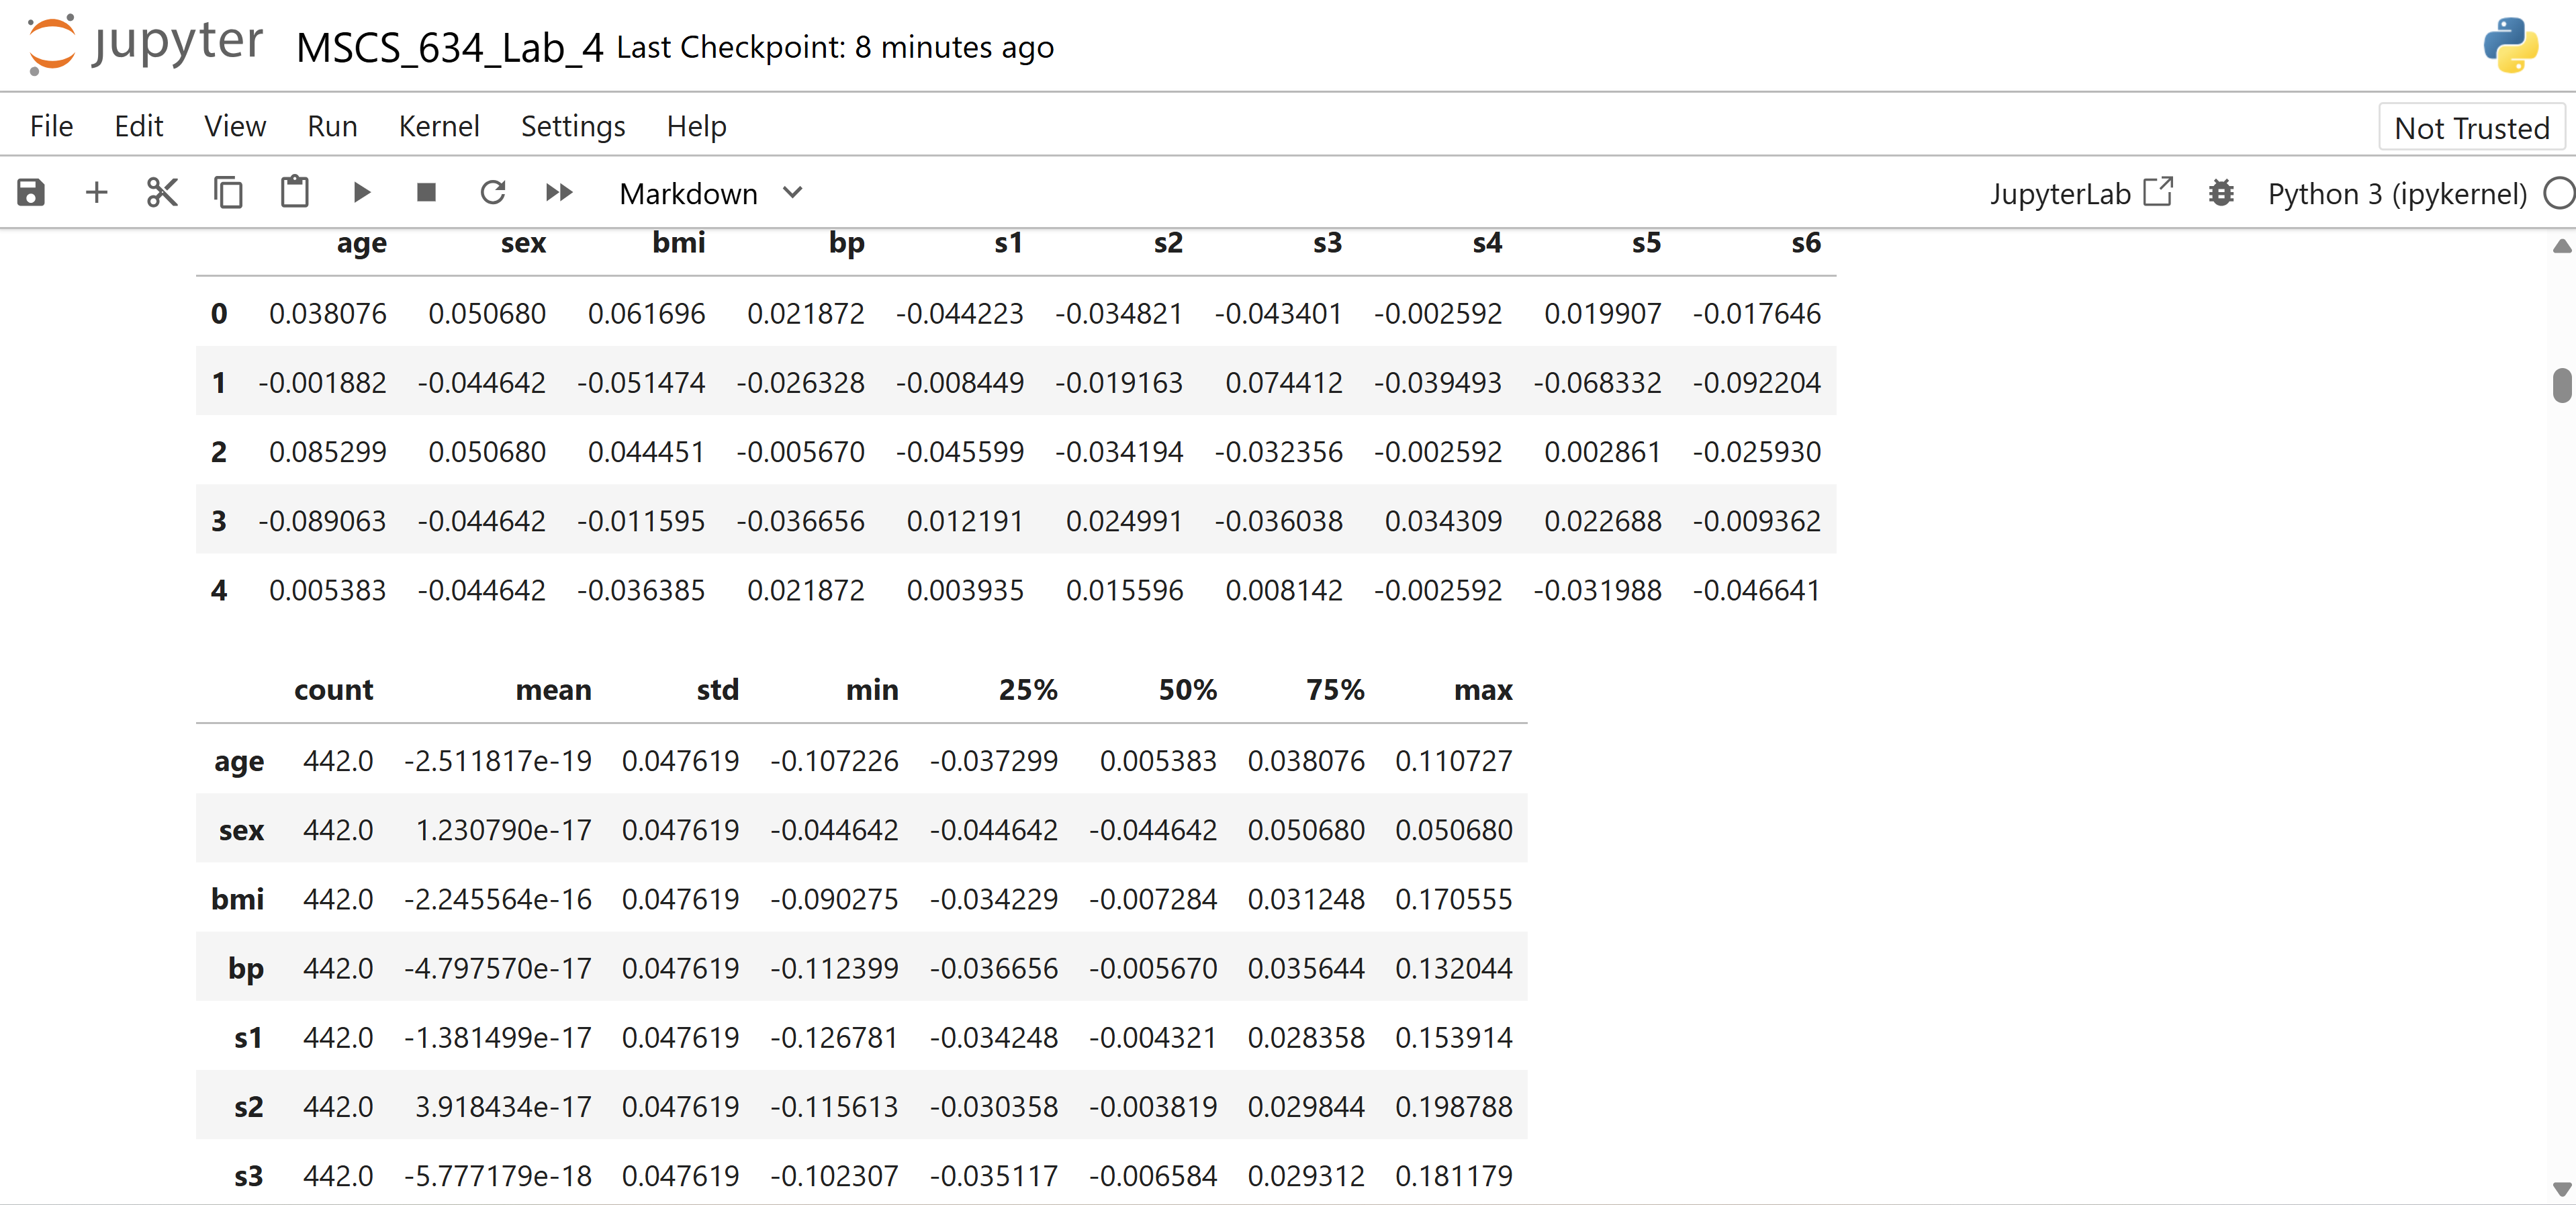 jupyter MSCS_634_Lab_4 Last Checkpoint: 8 minutes ago
File Edit View Run Kernel Settings Help Not Trusted
Markdown JupyterLab Python 3 (ipykernel)
age sex bmi bp s1 s2 s3 s4 s5 s6
0 0.038076 0.050680 0.061696 0.021872 -0.044223 -0.034821 -0.043401 -0.002592 0.019907 -0.017646
1 -0.001882 -0.044642 -0.051474 -0.026328 -0.008449 -0.019163 0.074412 -0.039493 -0.068332 -0.092204
2 0.085299 0.050680 0.044451 -0.005670 -0.045599 -0.034194 -0.032356 -0.002592 0.002861 -0.025930
3 -0.089063 -0.044642 -0.011595 -0.036656 0.012191 0.024991 -0.036038 0.034309 0.022688 -0.009362
4 0.005383 -0.044642 -0.036385 0.021872 0.003935 0.015596 0.008142 -0.002592 -0.031988 -0.046641
count mean std min 25% 50% 75% max
age 442.0 -2.511817e-19 0.047619 -0.107226 -0.037299 0.005383 0.038076 0.110727
sex 442.0 1.230790e-17 0.047619 -0.044642 -0.044642 -0.044642 0.050680 0.050680
bmi 442.0 -2.245564e-16 0.047619 -0.090275 -0.034229 -0.007284 0.031248 0.170555
bp 442.0 -4.797570e-17 0.047619 -0.112399 -0.036656 -0.005670 0.035644 0.132044
s1 442.0 -1.381499e-17 0.047619 -0.126781 -0.034248 -0.004321 0.028358 0.153914
s2 442.0 3.918434e-17 0.047619 -0.115613 -0.030358 -0.003819 0.029844 0.198788
s3 442.0 -5.777179e-18 0.047619 -0.102307 -0.035117 -0.006584 0.029312 0.181179